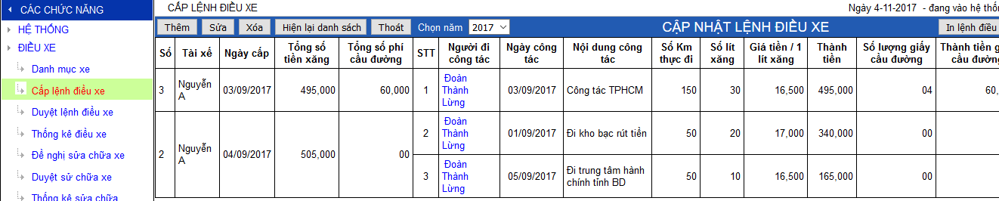 CÁC CHỨC NĂNG
CẤP LỆNH ĐIỀU XE
Ngày 4-11-2017 - đang vào hệ thố
HỆ THỐNG
Thêm Sửa Xóa Hiện lại danh sách Thoát Chọn năm 2017 CẬP NHẬT LỆNH ĐIỀU XE In lệnh điều
ĐIỀU XE
Danh mục xe
Cấp lệnh điều xe
Duyệt lệnh điều xe
Thống kê điều xe
Đề nghị sửa chữa xe
Duyệt sử chữa xe
Thống kê sửa chữa
Số Tài xế Ngày cấp Tổng số tiền xăng Tổng số phí cầu đường STT Người đi công tác Ngày công tác Nội dung công tác Số Km thực đi Số lít xăng Giá tiền / 1 lít xăng Thành tiền Số lượng giấy cầu đường Thành tiền g cầu đườn
3 Nguyễn A 03/09/2017 495,000 60,000 1 Đoàn Thành Lừng 03/09/2017 Công tác TPHCM 150 30 16,500 495,000 04 60,
2 Nguyễn A 04/09/2017 505,000 00 2 Đoàn Thành Lừng 01/09/2017 Đi kho bạc rút tiền 50 20 17,000 340,000 00
3 Đoàn Thành Lừng 05/09/2017 Đi trung tâm hành chính tỉnh BD 50 10 16,500 165,000 00